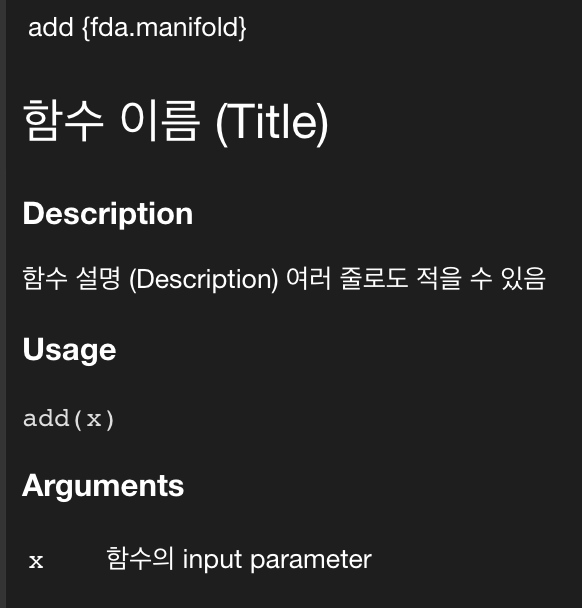 add {fda.manifold}
함수 이름 (Title)
Description
함수 설명 (Description) 여러 줄로도 적을 수 있음
Usage
add(x)
Arguments
x 함수의 input parameter